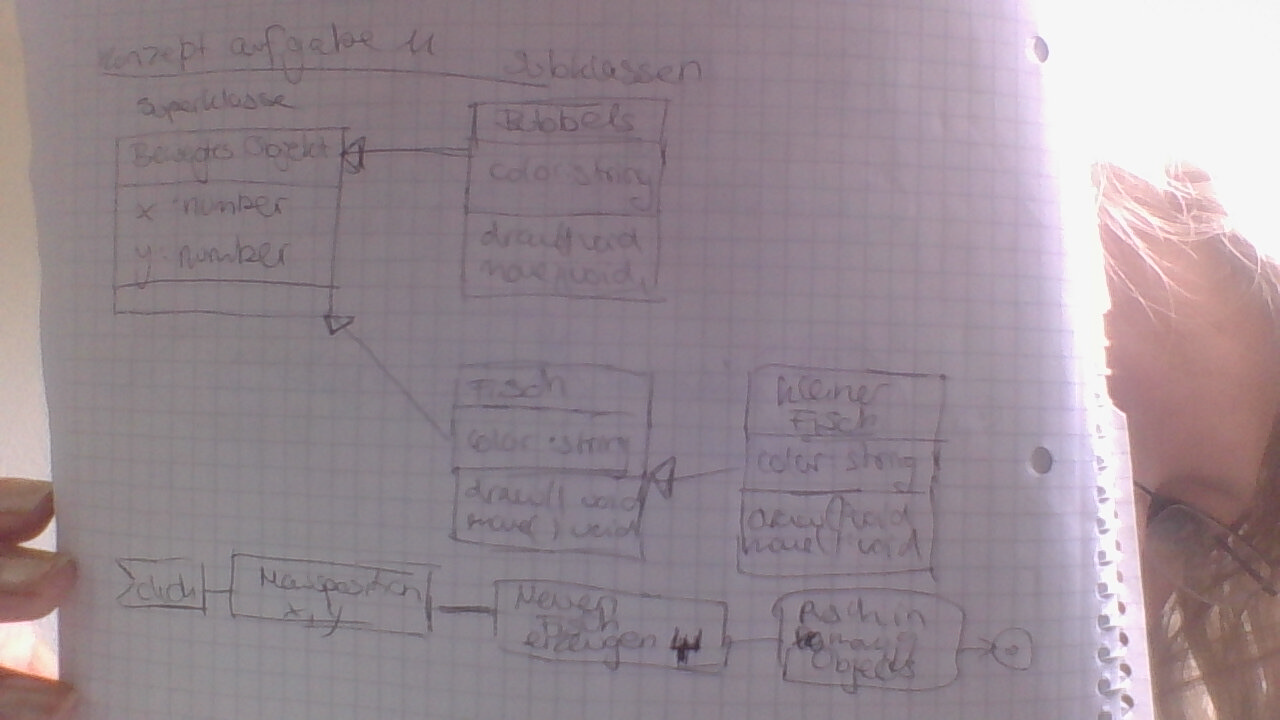 Konzept aufgabe 11
Subklassen
Superklasse
Bewegtes Objekt
x : number
y : number
Bubbels
color: string
draw() void
move() void
Fisch
color : string
draw() void
move() void
Kleiner
Fisch
color: string
draw() void
move() void
click
Mausposition
x, y
Neuen
Fisch
erzeugen
Push in
Objects